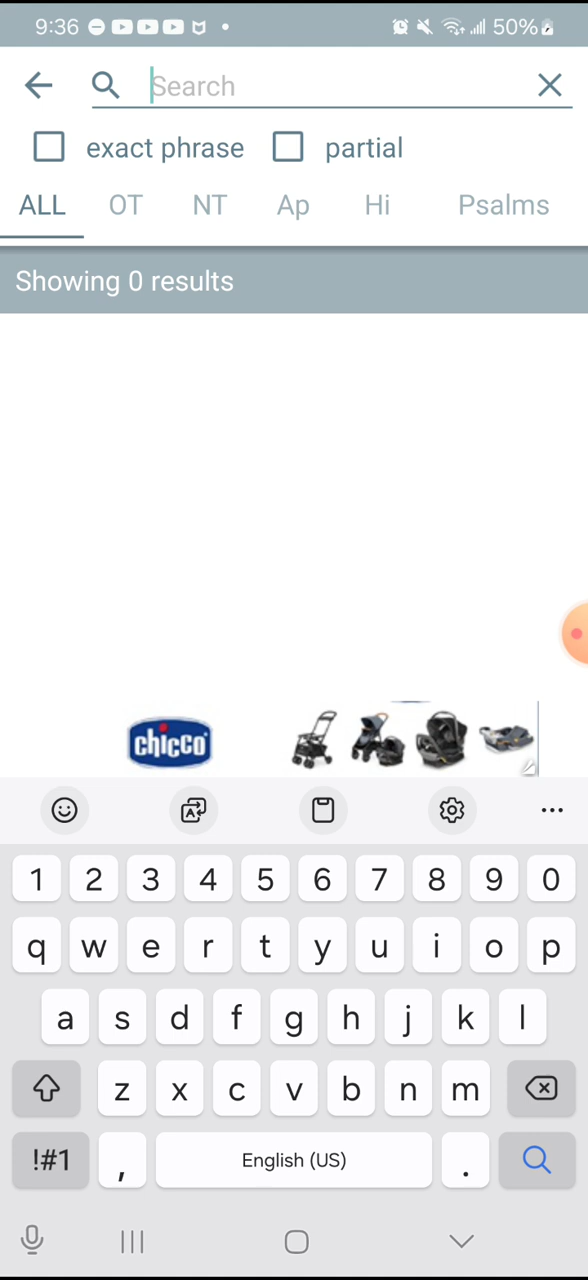 9:36 50%
Search
exact phrase partial
ALL OT NT Ap Hi Psalms
Showing 0 results
chicco
1 2 3 4 5 6 7 8 9 0
q w e r t y u i o p
a s d f g h j k l
z x c v b n m
!#1 , English (US) .